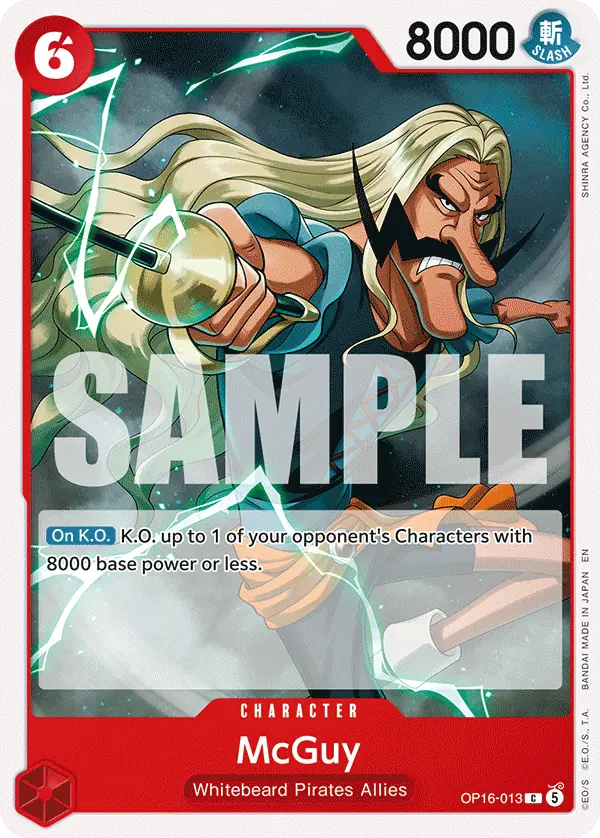 6
8000
斬
SLASH
SHINRA AGENCY Co., Ltd.
SAMPLE
On K.O. K.O. up to 1 of your opponent's Characters with
8000 base power or less.
CHARACTER
McGuy
Whitebeard Pirates Allies
OP16-013 C 5
©EO/S ©E.O./S., T.A. BANDAI MADE IN JAPAN EN